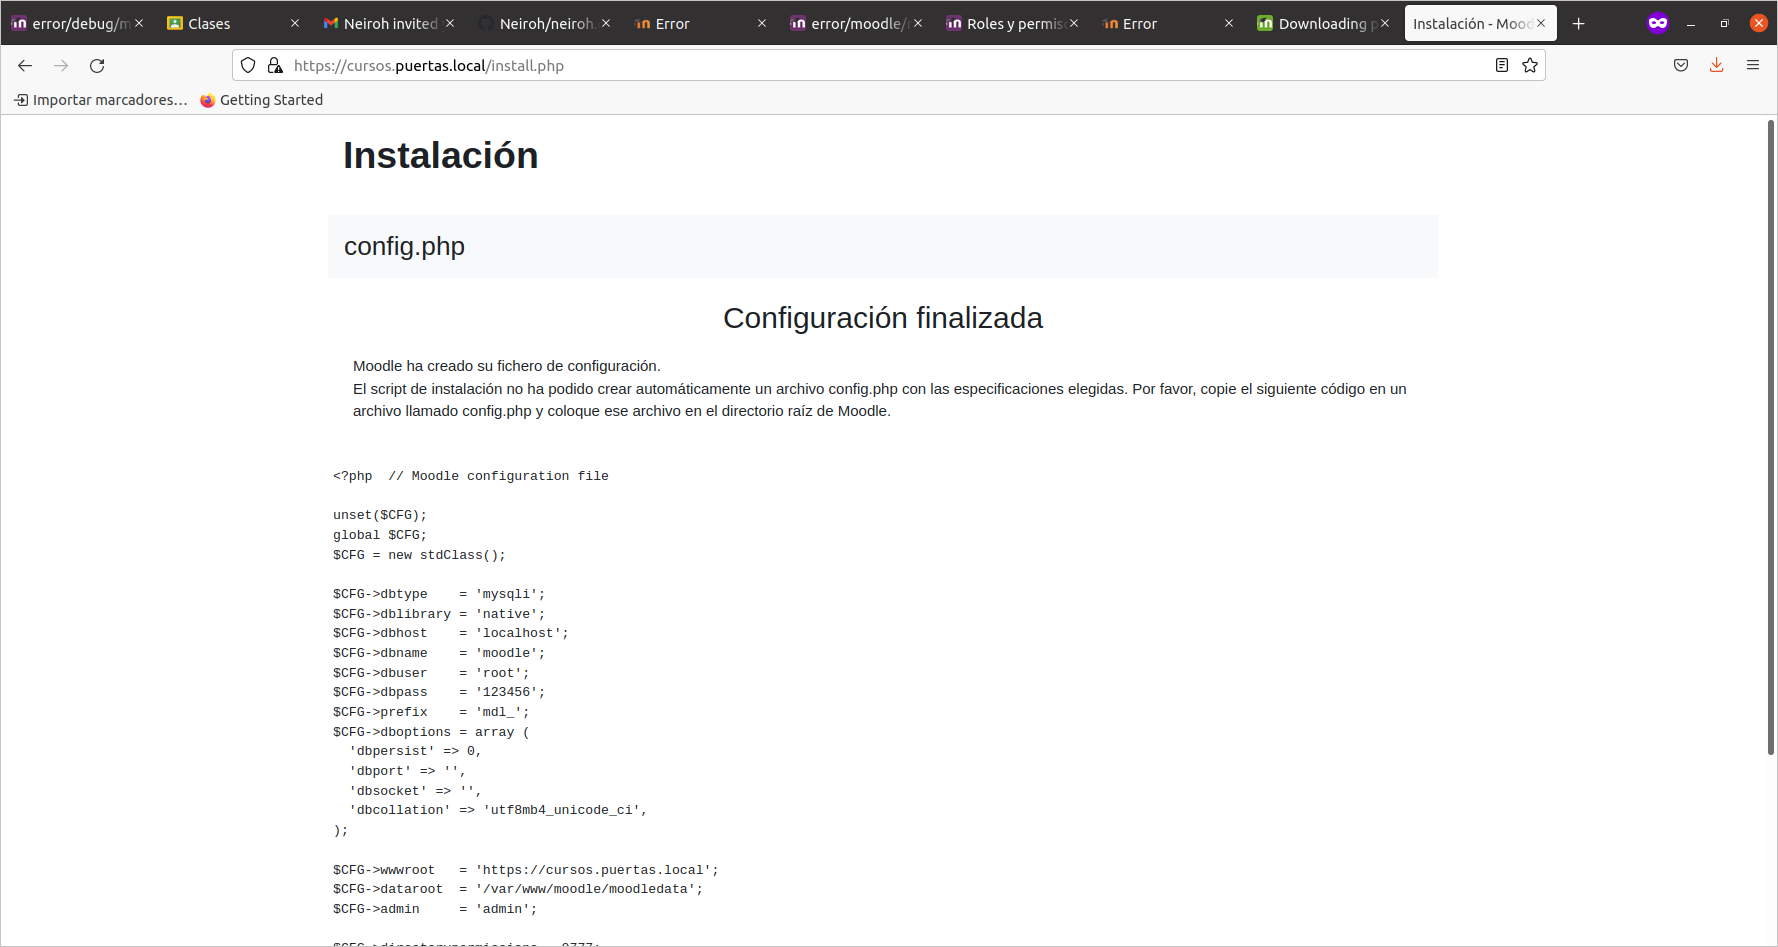 error/debug/m
Clases
Neiroh invited
Neiroh/neiroh.
Error
error/moodle/
Roles y permis
Error
Downloading p
Instalación - Mood
https://cursos.puertas.local/install.php
Importar marcadores...
Getting Started
Instalación
config.php
Configuración finalizada
Moodle ha creado su fichero de configuración.
El script de instalación no ha podido crear automáticamente un archivo config.php con las especificaciones elegidas. Por favor, copie el siguiente código en un
archivo llamado config.php y coloque ese archivo en el directorio raíz de Moodle.
<?php  // Moodle configuration file
unset($CFG);
global $CFG;
$CFG = new stdClass();
$CFG->dbtype    = 'mysqli';
$CFG->dblibrary = 'native';
$CFG->dbhost    = 'localhost';
$CFG->dbname    = 'moodle';
$CFG->dbuser    = 'root';
$CFG->dbpass    = '123456';
$CFG->prefix    = 'mdl_';
$CFG->dboptions = array (
  'dbpersist' => 0,
  'dbport' => '',
  'dbsocket' => '',
  'dbcollation' => 'utf8mb4_unicode_ci',
);
$CFG->wwwroot   = 'https://cursos.puertas.local';
$CFG->dataroot  = '/var/www/moodle/moodledata';
$CFG->admin     = 'admin';
$CFG->directorypermissions = 0777;